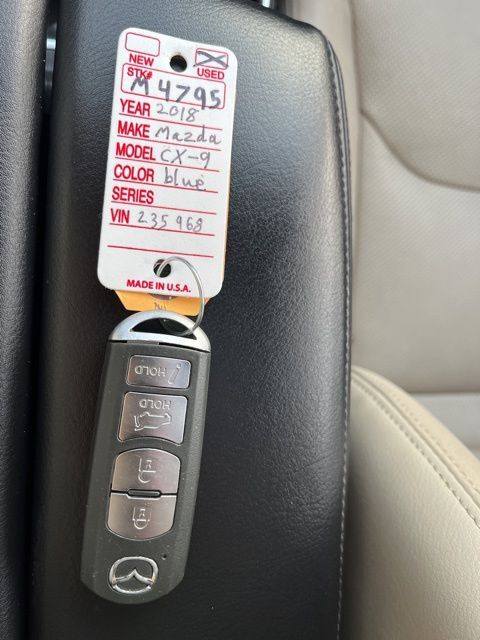 NEW USED
STK# M4795
YEAR 2018
MAKE Mazda
MODEL CX-9
COLOR blue
SERIES
VIN 235968
MADE IN U.S.A.
HOLD
HOLD